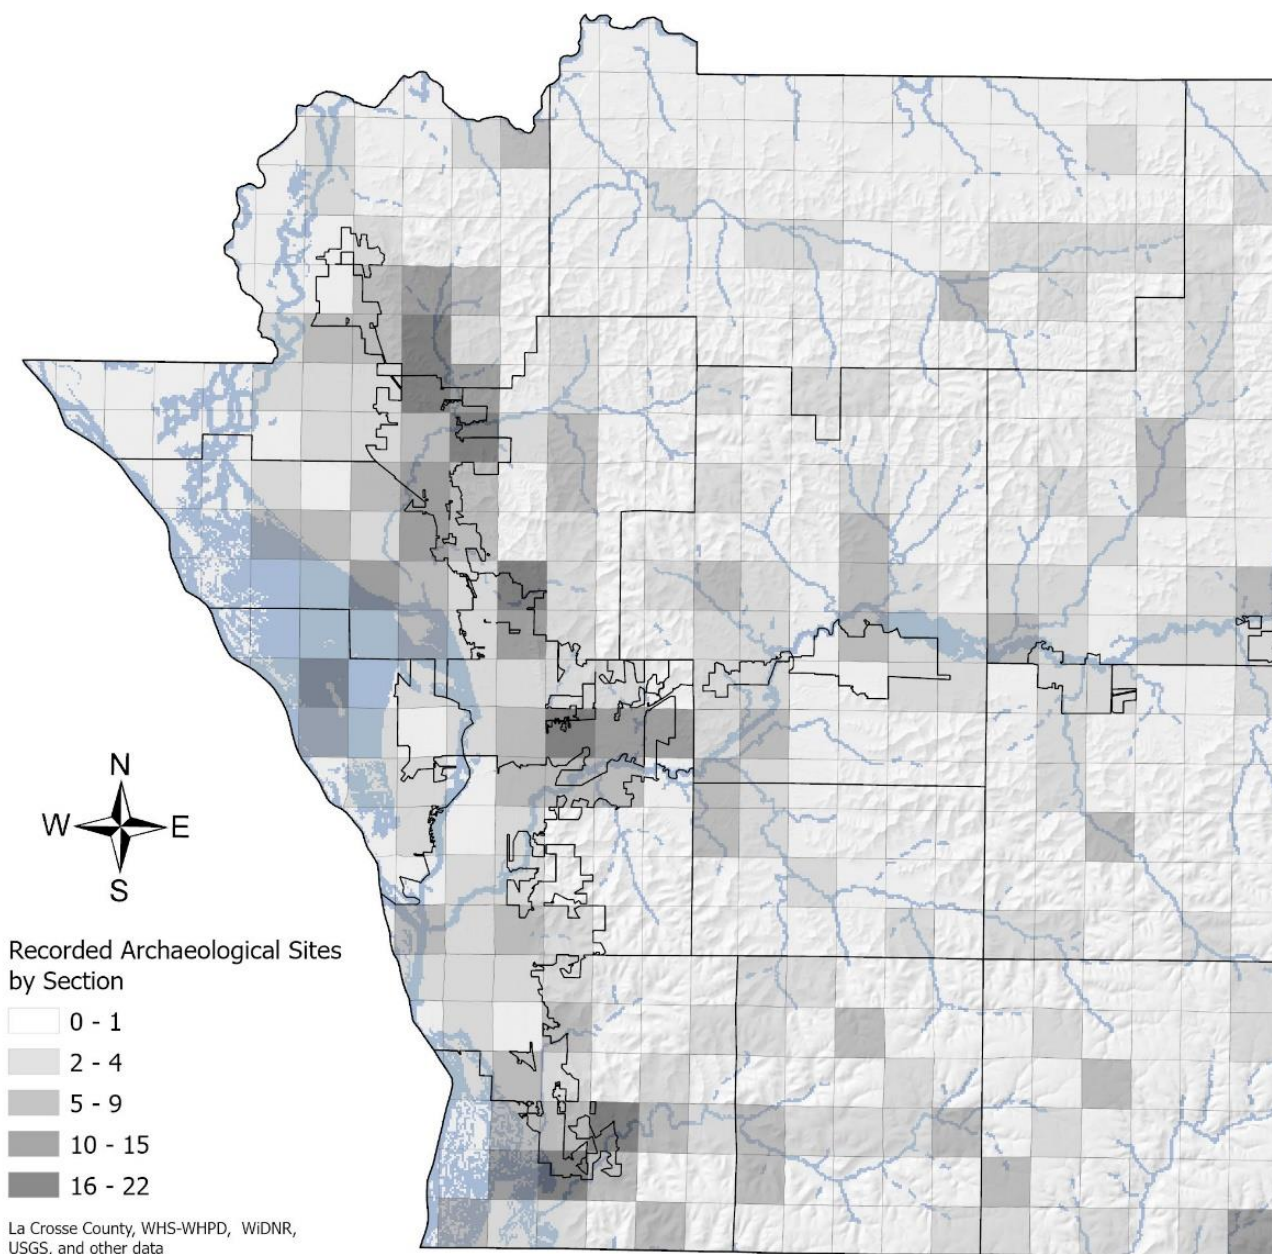 N
W E
S
Recorded Archaeological Sites
by Section
0 - 1
2 - 4
5 - 9
10 - 15
16 - 22
La Crosse County, WHS-WHPD, WiDNR,
USGS, and other data